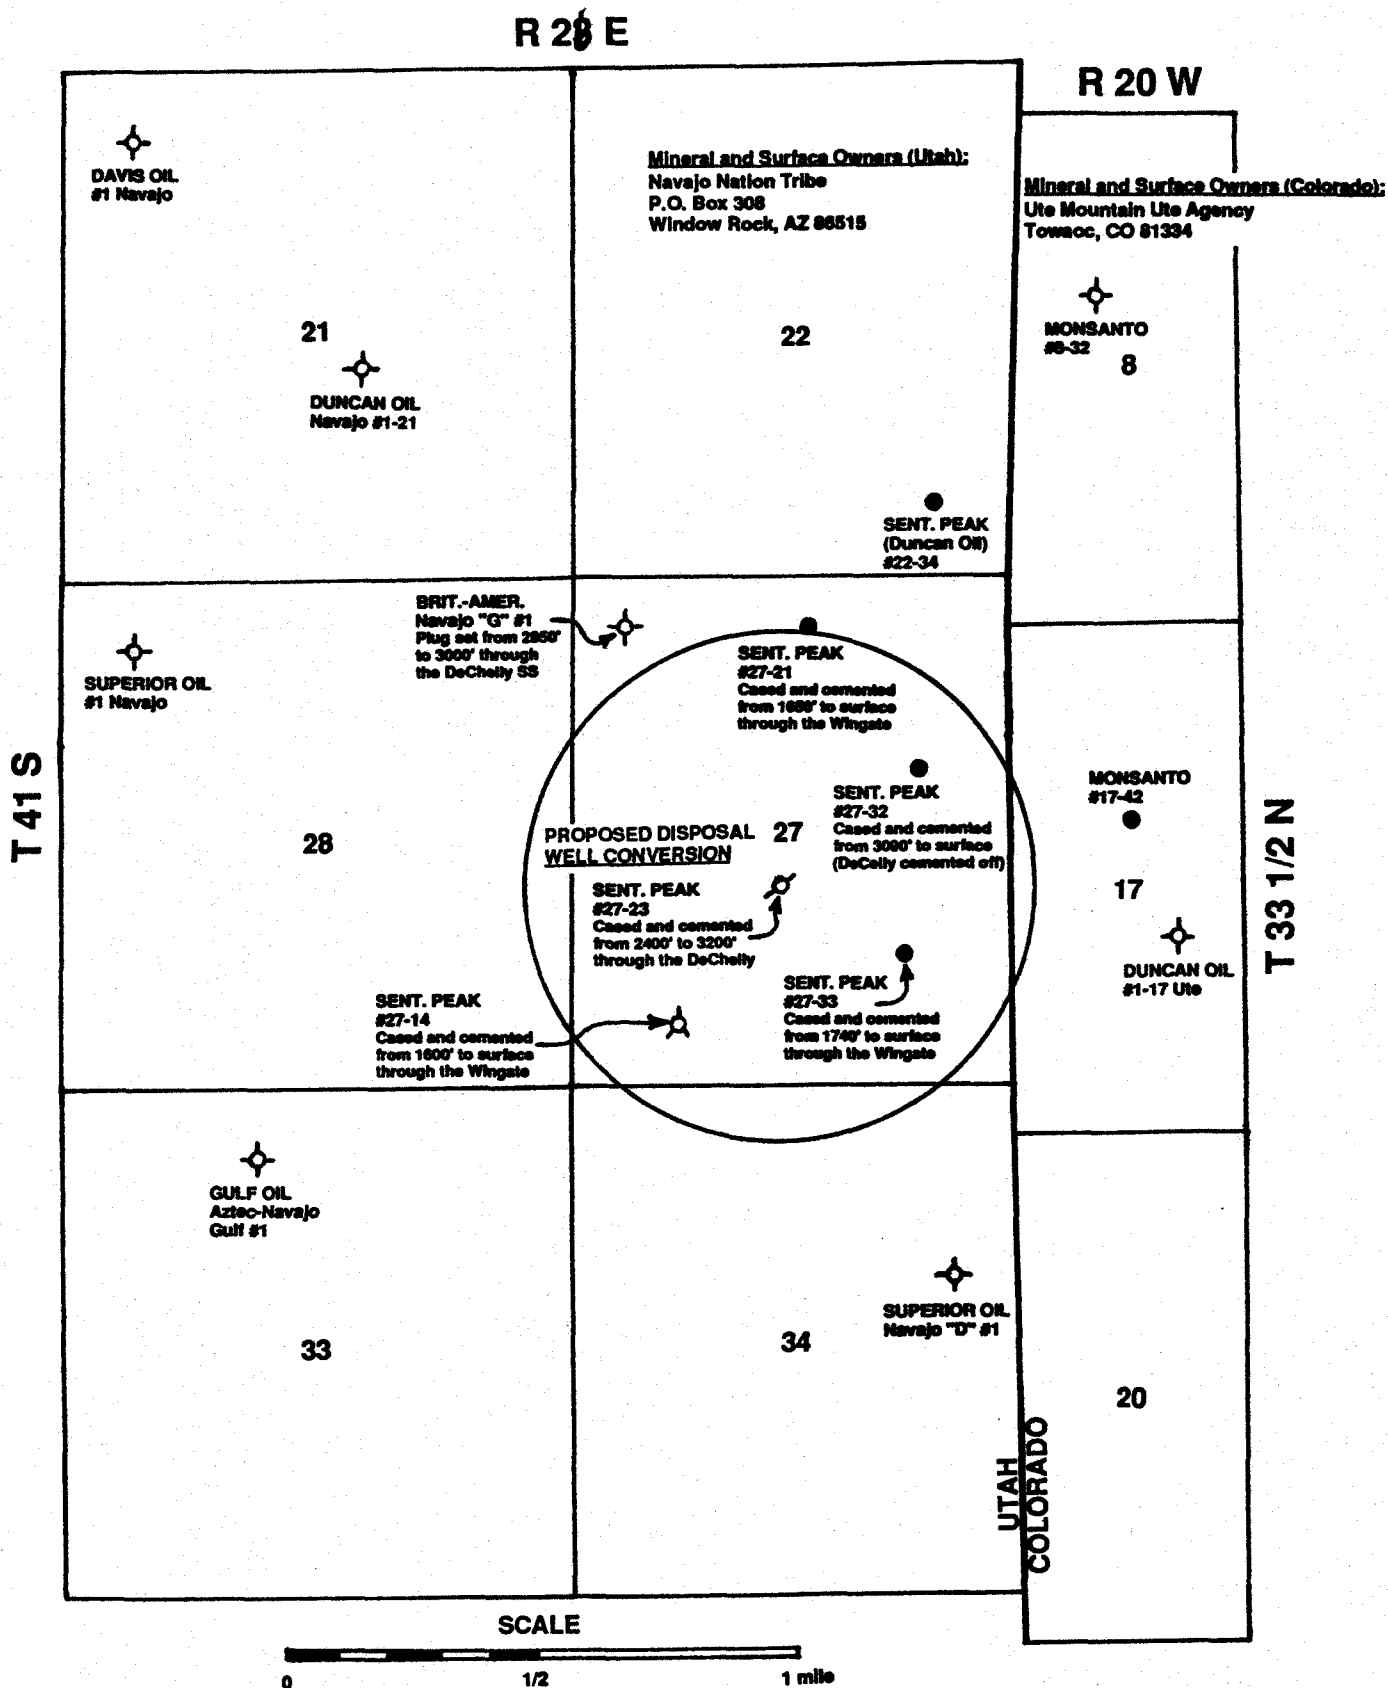 R 26 E
R 20 W
DAVIS OIL
#1 Navajo
Mineral and Surface Owners (Utah):
Navajo Nation Tribe
P.O. Box 308
Window Rock, AZ 86515
Mineral and Surface Owners (Colorado):
Ute Mountain Ute Agency
Towaoc, CO 81334
21
22
MONSANTO
#8-32
8
DUNCAN OIL
Navajo #1-21
SENT. PEAK
(Duncan Oil)
#22-34
BRIT.-AMER.
Navajo "G" #1
Plug set from 2850'
to 3000' through
the DeChelly SS
SENT. PEAK
#27-21
Cased and cemented
from 1650' to surface
through the Wingate
SUPERIOR OIL
#1 Navajo
T 41 S
28
SENT. PEAK
#27-32
Cased and cemented
from 3090' to surface
(DeCelly cemented off)
MONSANTO
#17-42
PROPOSED DISPOSAL
WELL CONVERSION
27
SENT. PEAK
#27-23
Cased and cemented
from 2400' to 3200'
through the DeChelly
17
T 33 1/2 N
DUNCAN OIL
#1-17 Ute
SENT. PEAK
#27-33
Cased and cemented
from 1740' to surface
through the Wingate
SENT. PEAK
#27-14
Cased and cemented
from 1600' to surface
through the Wingate
GULF OIL
Aztec-Navajo
Gulf #1
SUPERIOR OIL
Navajo "D" #1
33
34
20
UTAH
COLORADO
SCALE
0
1/2
1 mile